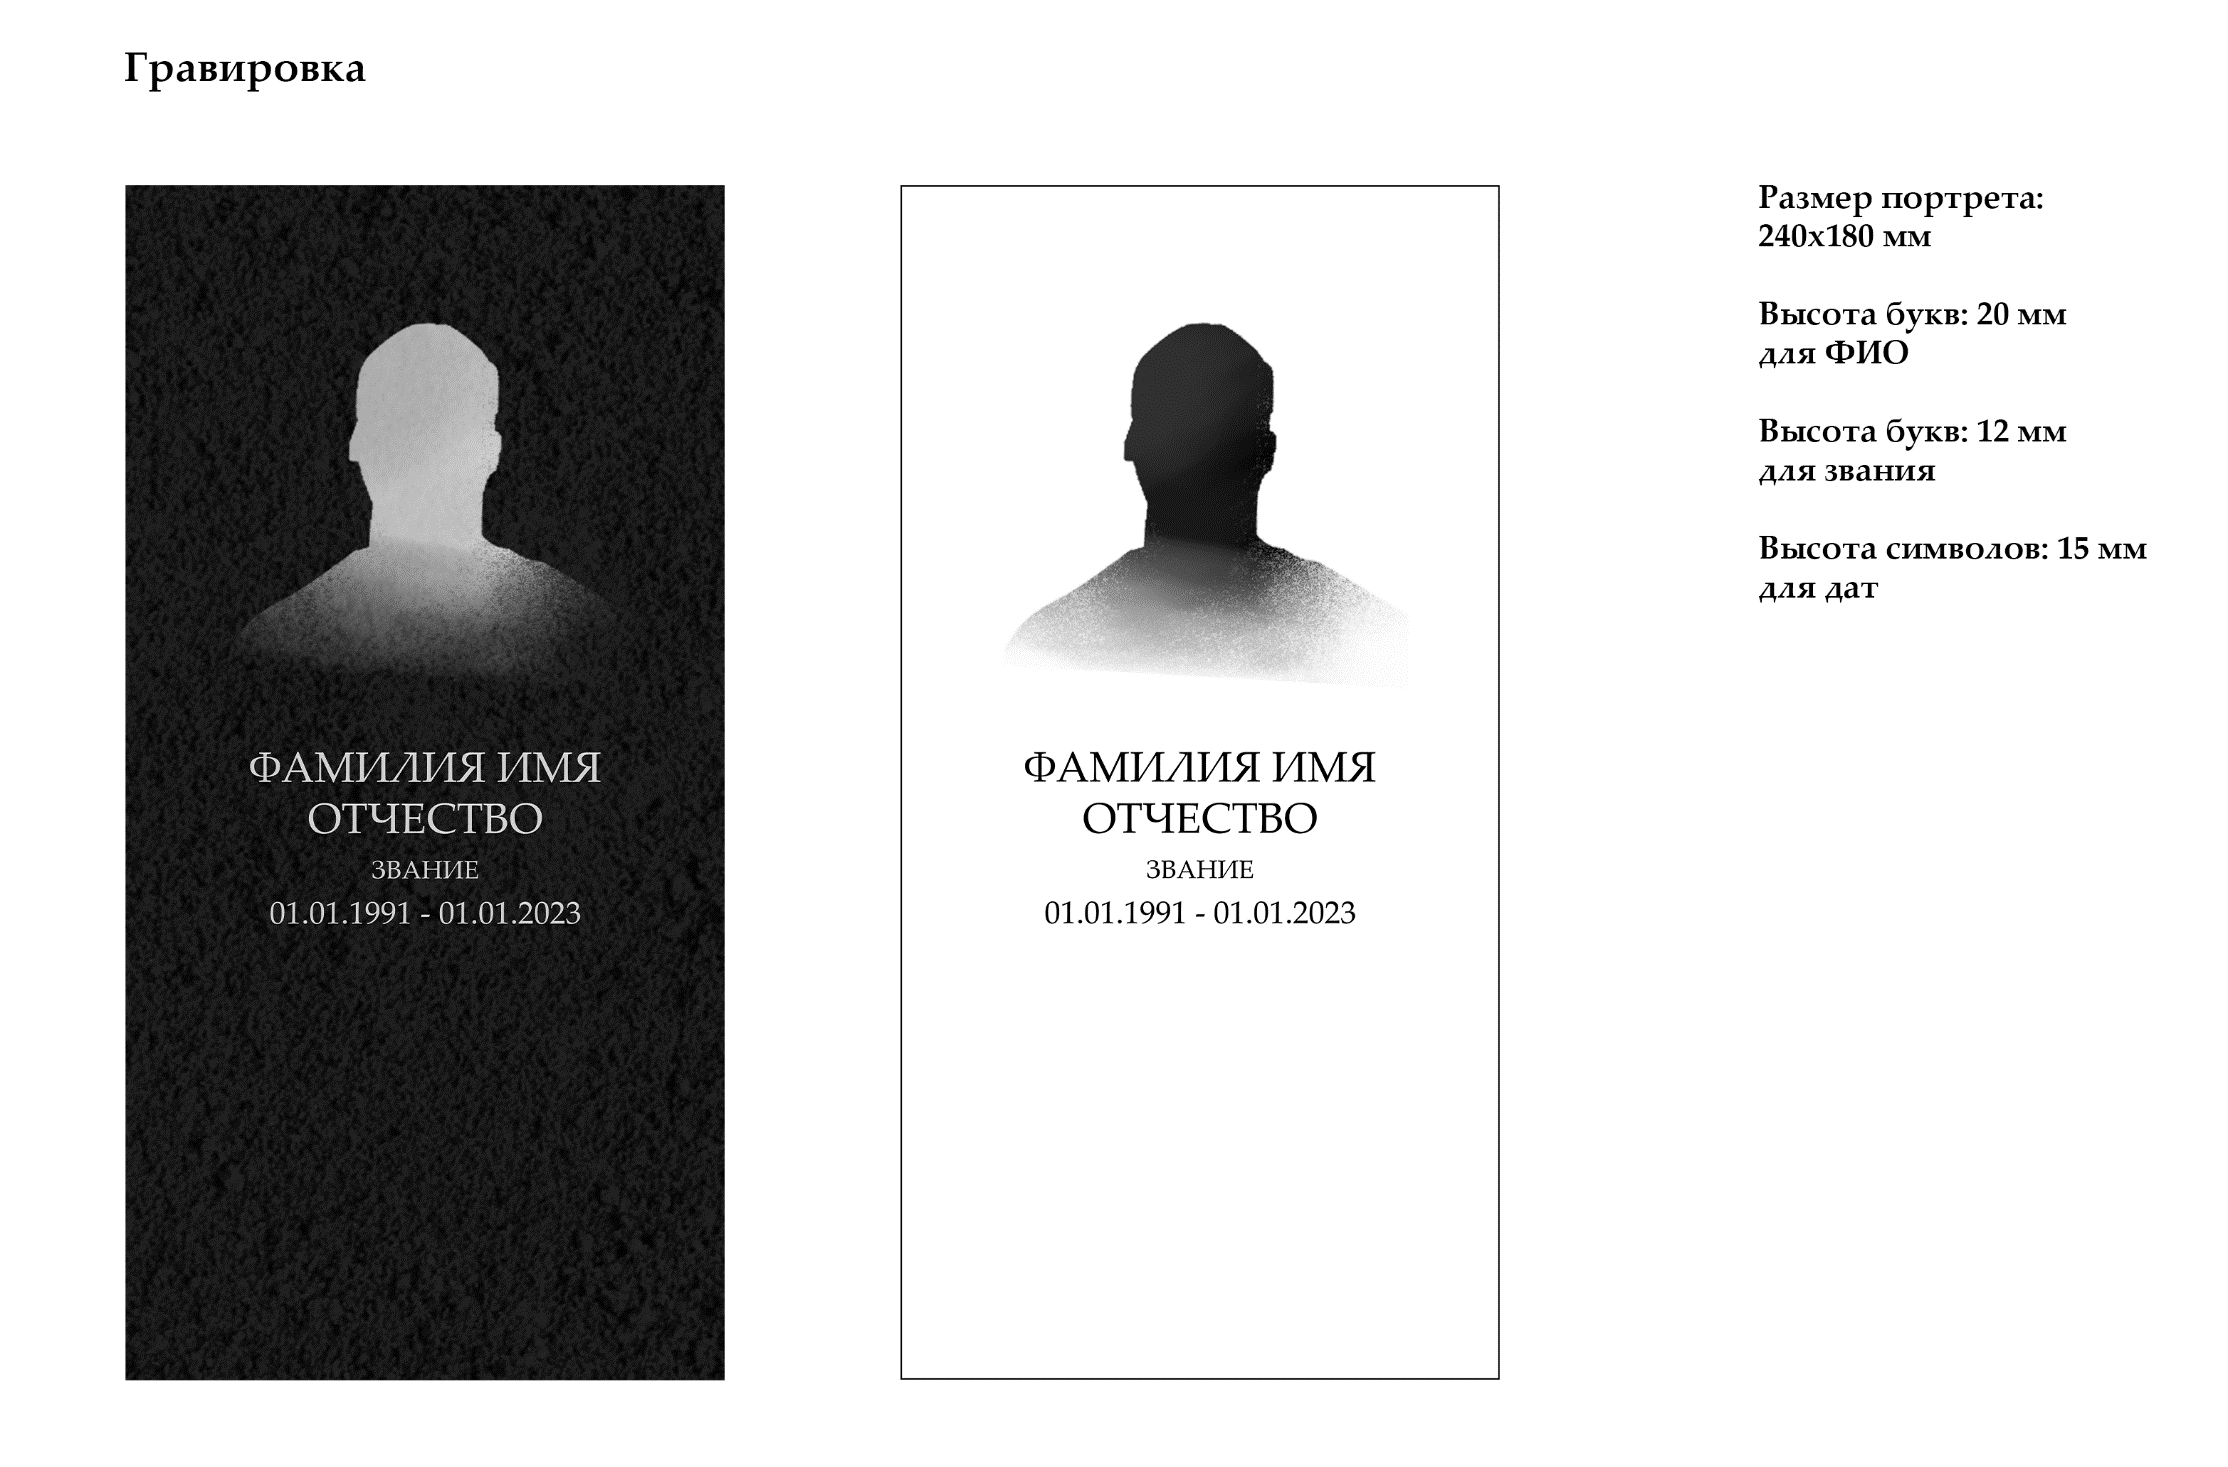 Гравировка
ФАМИЛИЯ ИМЯ
ОТЧЕСТВО
ЗВАНИЕ
01.01.1991 - 01.01.2023
ФАМИЛИЯ ИМЯ
ОТЧЕСТВО
ЗВАНИЕ
01.01.1991 - 01.01.2023
Размер портрета:
240х180 мм
Высота букв: 20 мм
для ФИО
Высота букв: 12 мм
для звания
Высота символов: 15 мм
для дат